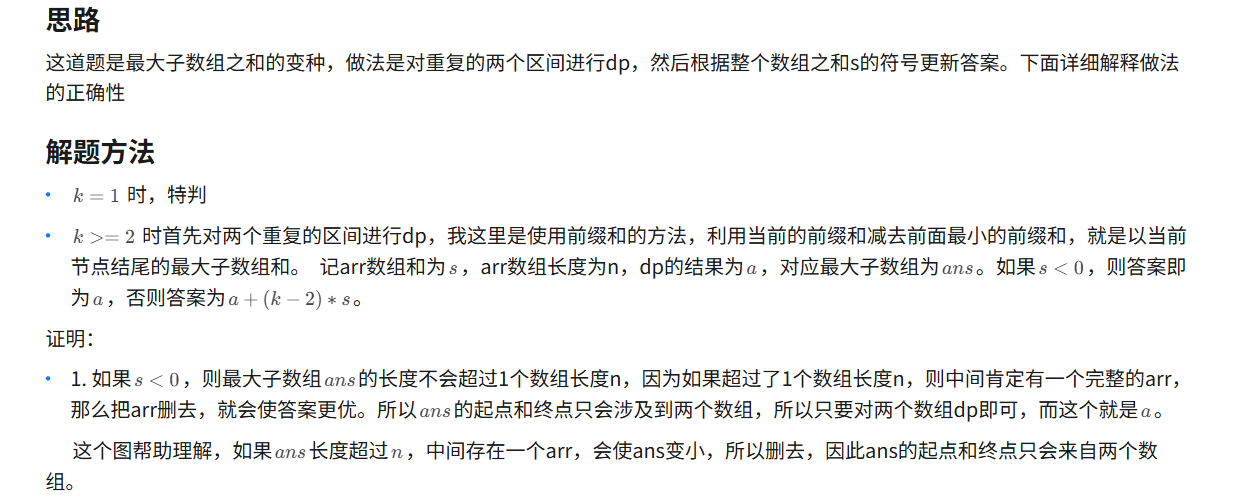 思路
这道题是最大子数组之和的变种，做法是对重复的两个区间进行dp，然后根据整个数组之和s的符号更新答案。下面详细解释做法
的正确性
解题方法
• k = 1 时，特判
• k >= 2 时首先对两个重复的区间进行dp，我这里是使用前缀和的方法，利用当前的前缀和减去前面最小的前缀和，就是以当前
节点结尾的最大子数组和。 记arr数组和为 s，arr数组长度为n，dp的结果为 a，对应最大子数组为 ans。如果 s < 0，则答案即
为 a，否则答案为 a + (k − 2) ∗ s。
证明：
• 1. 如果 s < 0，则最大子数组 ans 的长度不会超过1个数组长度n，因为如果超过了1个数组长度n，则中间肯定有一个完整的arr，
那么把arr删去，就会使答案更优。所以 ans 的起点和终点只会涉及到两个数组，所以只要对两个数组dp即可，而这个就是 a。
这个图帮助理解，如果 ans 长度超过 n，中间存在一个arr，会使ans变小，所以删去，因此ans的起点和终点只会来自两个数
组。